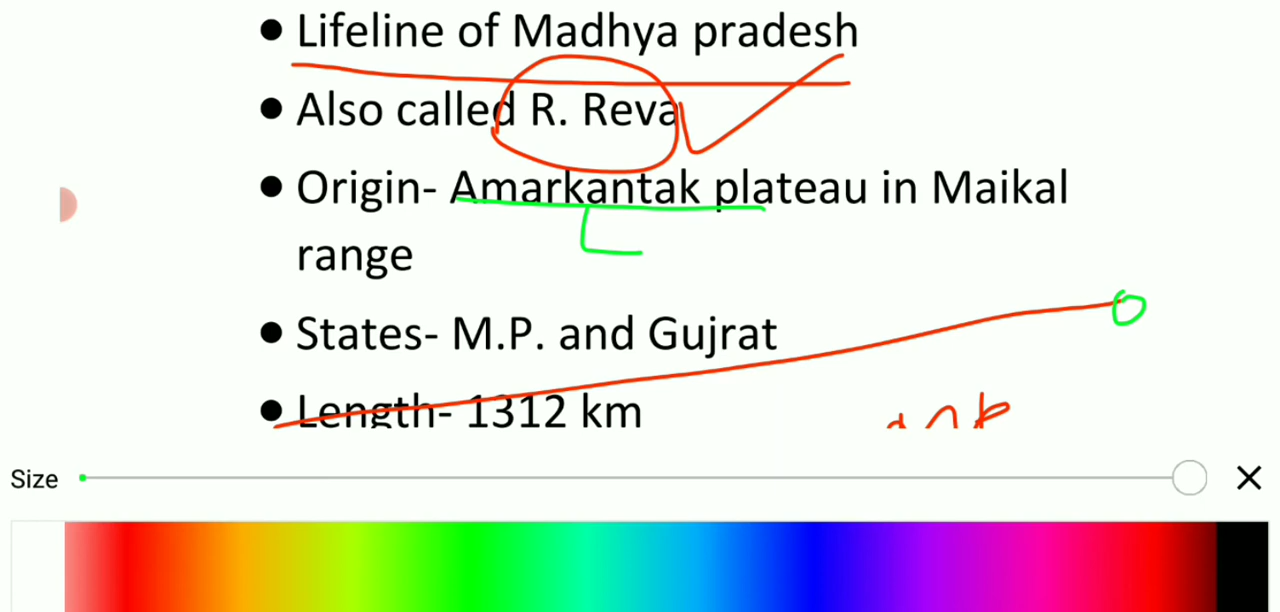 ● Lifeline of Madhya pradesh
● Also called R. Reva
● Origin- Amarkantak plateau in Maikal
range
● States- M.P. and Gujrat
● Length- 1312 km
Size